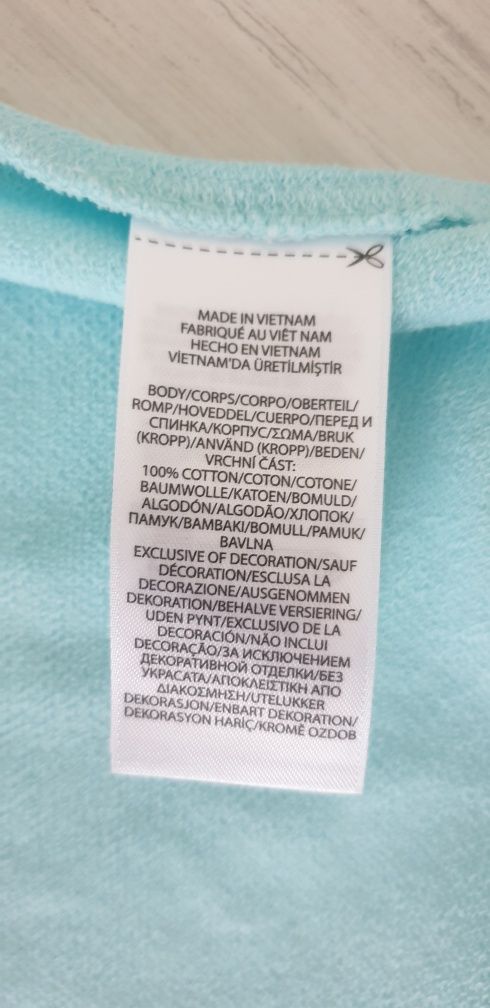 MADE IN VIETNAM
FABRIQUÉ AU VIÊT NAM
HECHO EN VIETNAM
VİETNAM'DA ÜRETİLMİŞTİR
BODY/CORPS/CORPO/OBERTEIL/
ROMP/HOVEDDEL/CUERPO/ПЕРЕД И
СПИНКА/КОРПУС/ΣΩΜΑ/BRUK
(KROPP)/ANVÄND (KROPP)/BEDEN/
VRCHNÍ ČÁST:
100% COTTON/COTON/COTONE/
BAUMWOLLE/KATOEN/BOMULD/
ALGODÓN/ALGODÃO/ХЛОПОК/
ПАМУК/ΒΑΜΒΑΚΙ/BOMULL/PAMUK/
BAVLNA
EXCLUSIVE OF DECORATION/SAUF
DÉCORATION/ESCLUSA LA
DECORAZIONE/AUSGENOMMEN
DEKORATION/BEHALVE VERSIERING/
UDEN PYNT/EXCLUSIVO DE LA
DECORACIÓN/NÃO INCLUI
DECORAÇÃO/ЗА ИСКЛЮЧЕНИЕМ
ДЕКОРАТИВНОЙ ОТДЕЛКИ/БЕЗ
УКРАСАТА/ΑΠΟΚΛΕΙΣΤΙΚΗ ΑΠΟ
ΔΙΑΚΟΣΜΗΣΗ/UTELUKKER
DEKORASJON/ENBART DEKORATION/
DEKORASYON HARİÇ/KROMĚ OZDOB